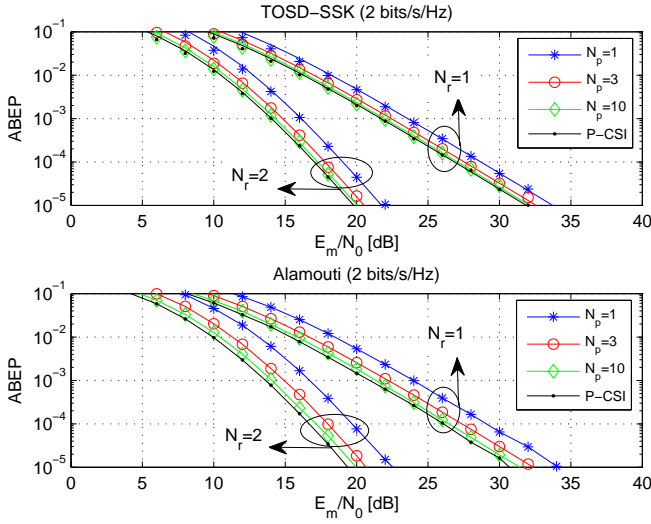 TOSD−SSK (2 bits/s/Hz)
ABEP
10^-1
10^-2
10^-3
10^-4
10^-5
0 5 10 15 20 25 30 35 40
E_m/N_0 [dB]
N_r=1
N_r=2
N_p=1
N_p=3
N_p=10
P−CSI
Alamouti (2 bits/s/Hz)
ABEP
10^-1
10^-2
10^-3
10^-4
10^-5
0 5 10 15 20 25 30 35 40
E_m/N_0 [dB]
N_r=1
N_r=2
N_p=1
N_p=3
N_p=10
P−CSI